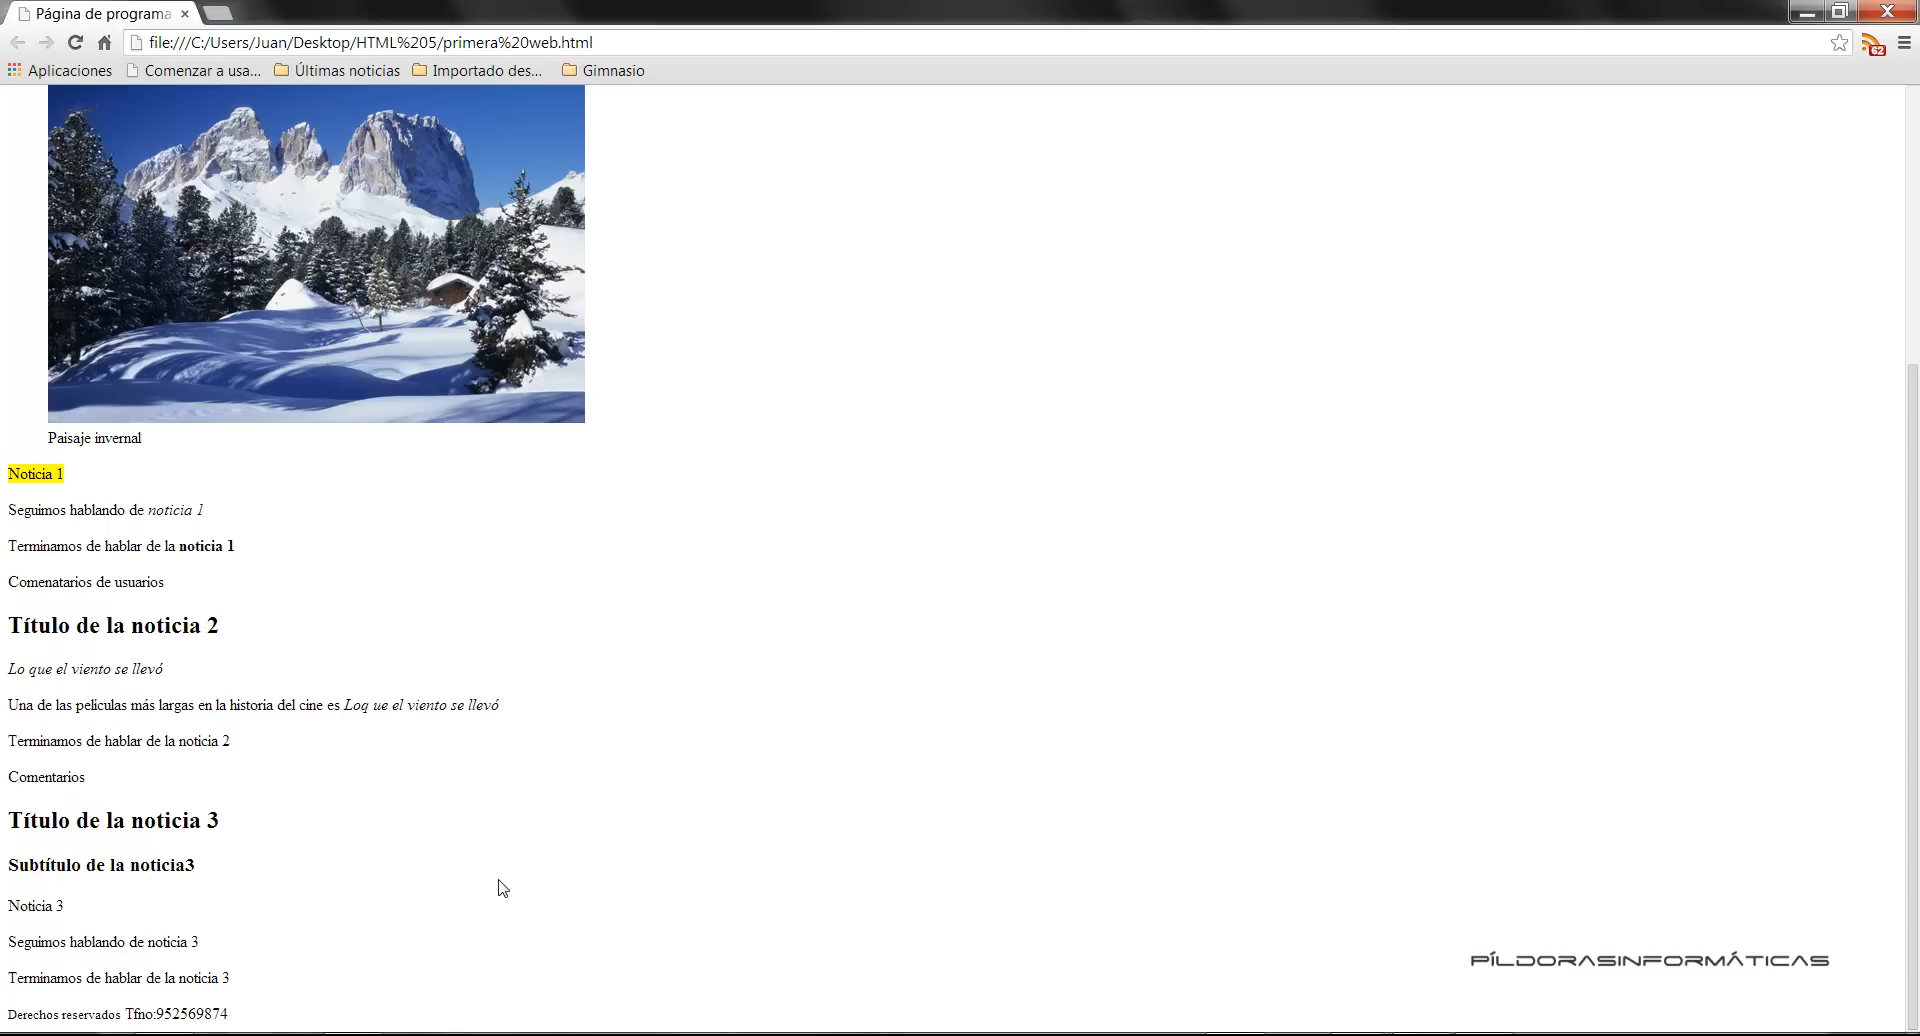 Página de programa
file:///C:/Users/Juan/Desktop/HTML%205/primera%20web.html
62
Aplicaciones Comenzar a usa... Últimas noticias Importado des... Gimnasio
Paisaje invernal
Noticia 1
Seguimos hablando de noticia 1
Terminamos de hablar de la noticia 1
Comenatarios de usuarios
Título de la noticia 2
Lo que el viento se llevó
Una de las películas más largas en la historia del cine es Loq ue el viento se llevó
Terminamos de hablar de la noticia 2
Comentarios
Título de la noticia 3
Subtítulo de la noticia3
Noticia 3
Seguimos hablando de noticia 3
PÍLDORASINFORMÁTICAS
Terminamos de hablar de la noticia 3
Derechos reservados Tfno:952569874